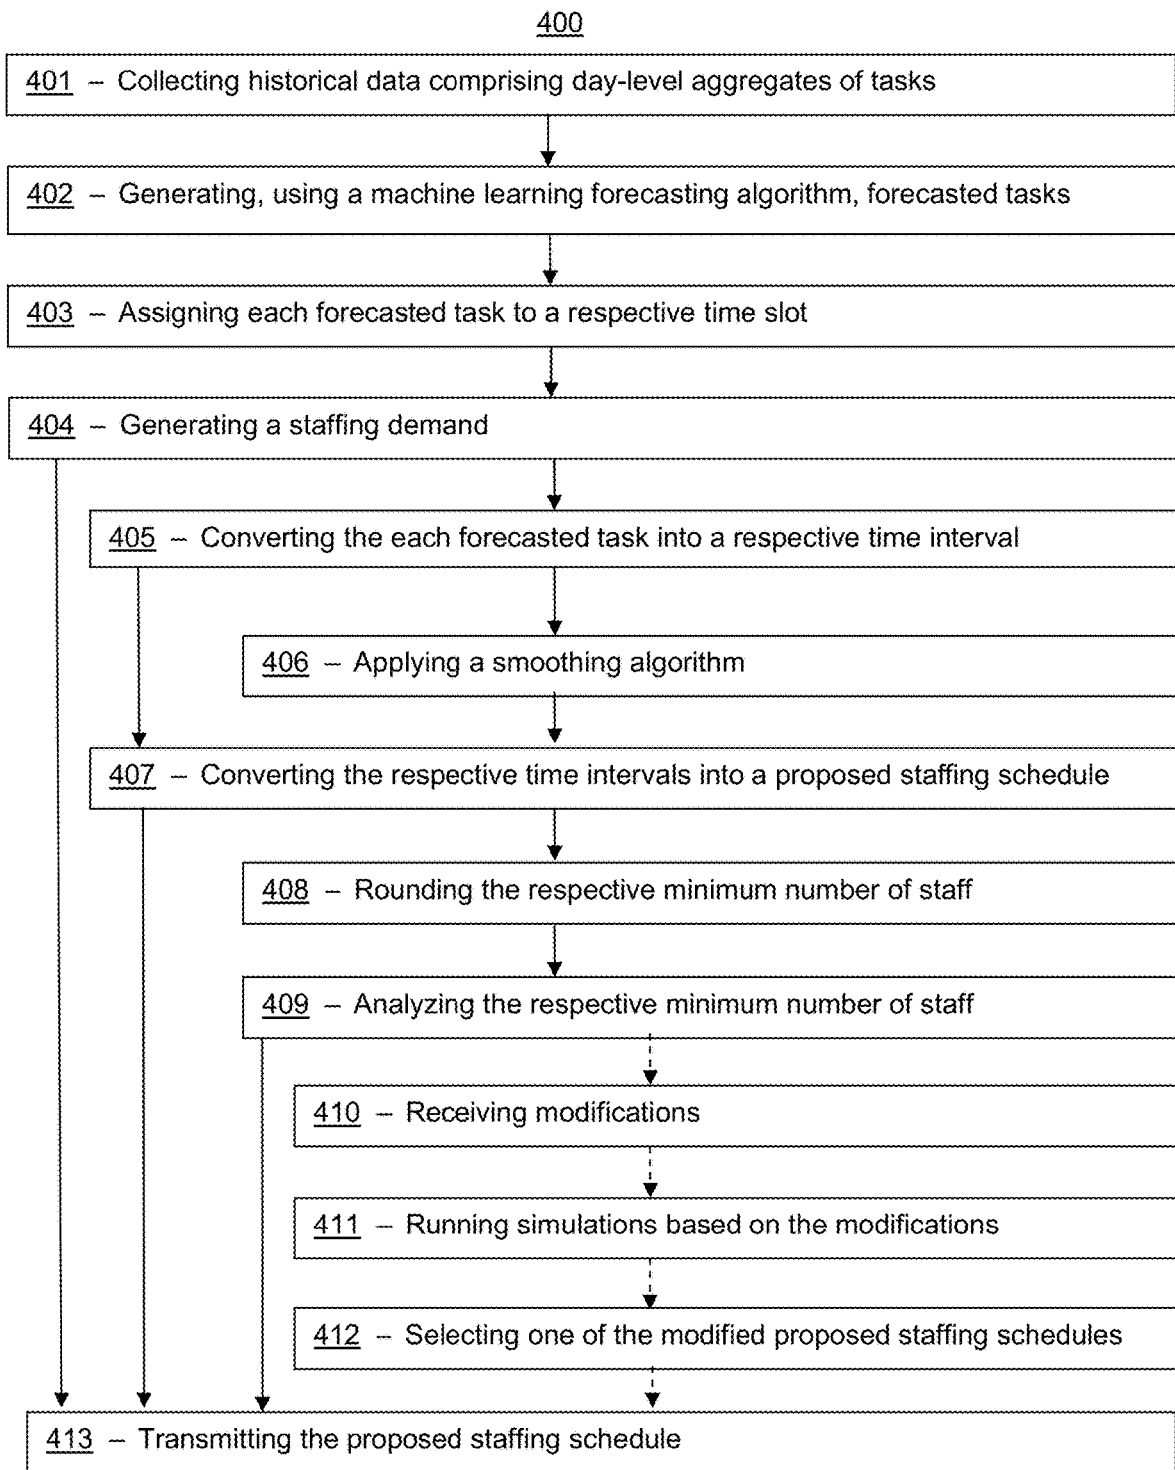 400
401 – Collecting historical data comprising day-level aggregates of tasks
402 – Generating, using a machine learning forecasting algorithm, forecasted tasks
403 – Assigning each forecasted task to a respective time slot
404 – Generating a staffing demand
405 – Converting the each forecasted task into a respective time interval
406 – Applying a smoothing algorithm
407 – Converting the respective time intervals into a proposed staffing schedule
408 – Rounding the respective minimum number of staff
409 – Analyzing the respective minimum number of staff
410 – Receiving modifications
411 – Running simulations based on the modifications
412 – Selecting one of the modified proposed staffing schedules
413 – Transmitting the proposed staffing schedule